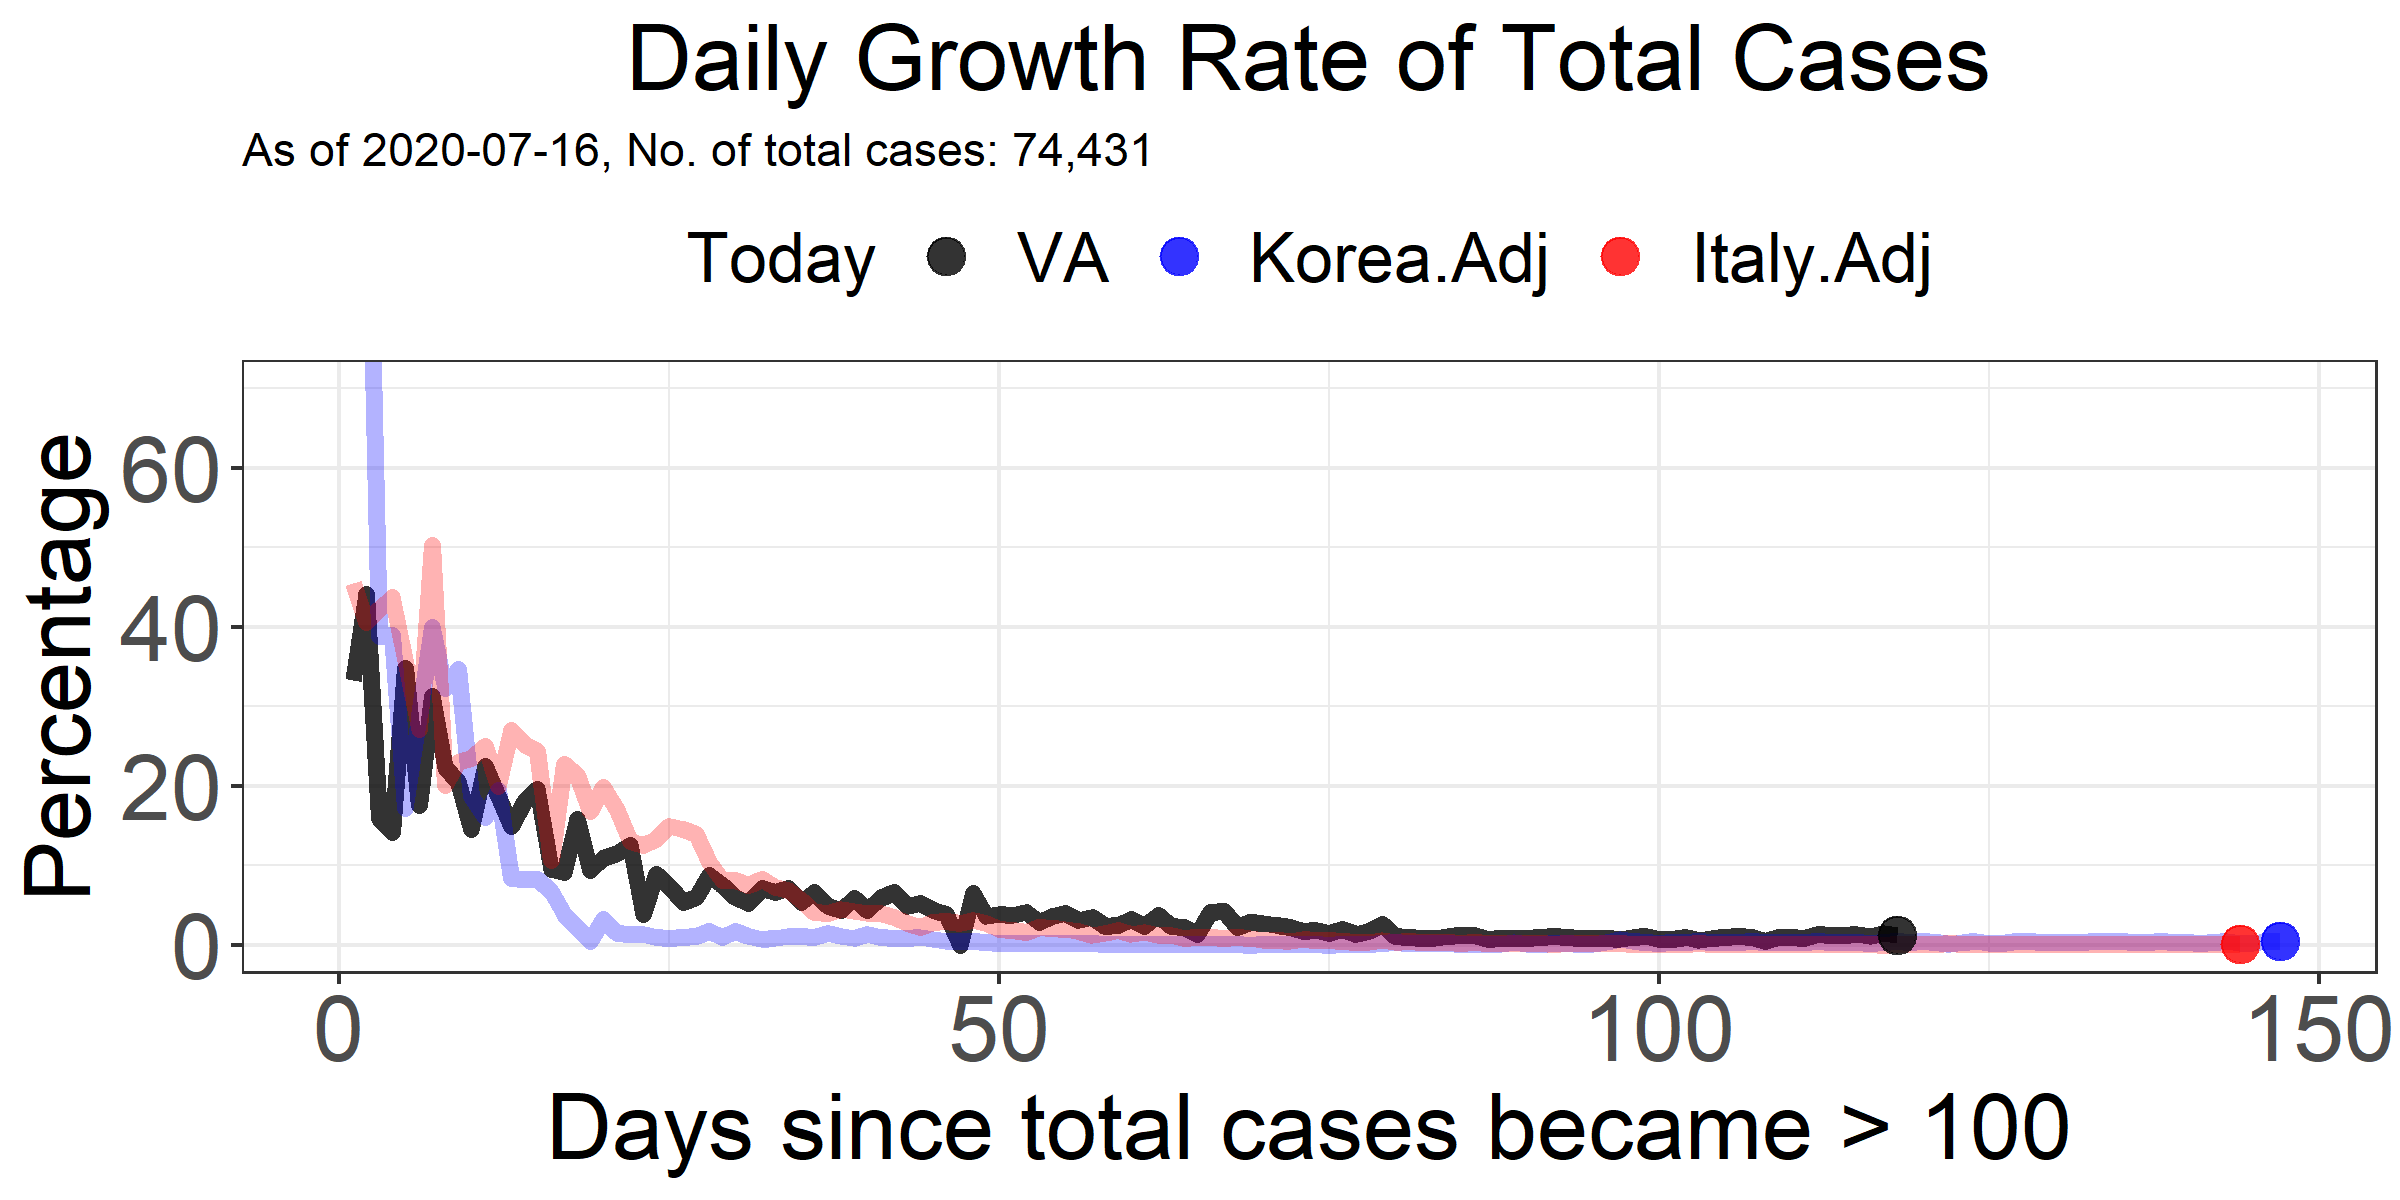 Daily Growth Rate of Total Cases
As of 2020-07-16, No. of total cases: 74,431
Today VA Korea.Adj Italy.Adj
Percentage
60
40
20
0
0 50 100 150
Days since total cases became > 100